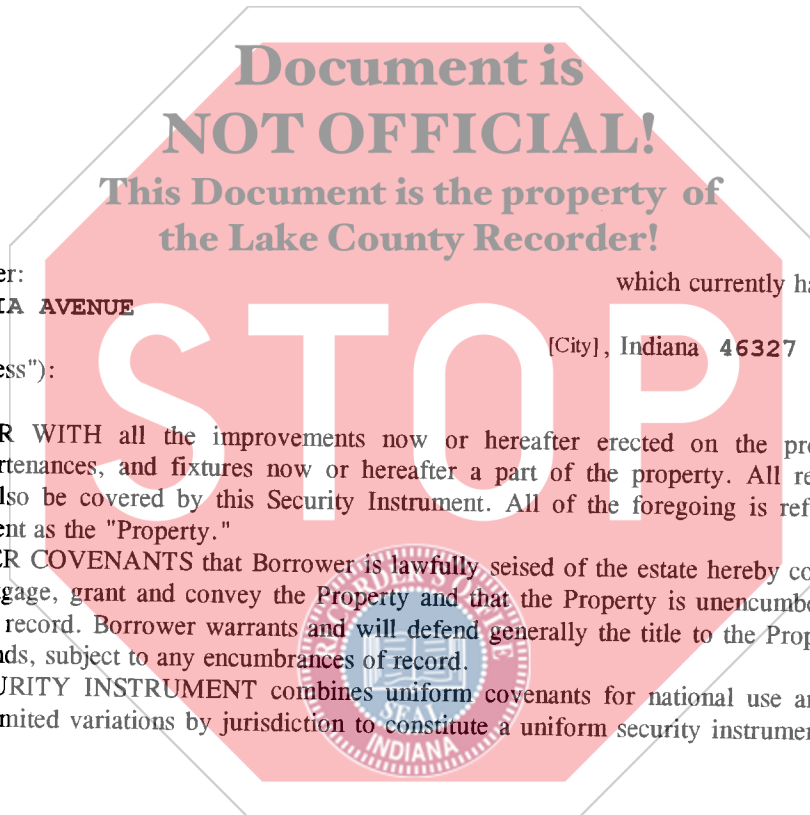 Document is
NOT OFFICIAL!
This Document is the property of
the Lake County Recorder!
er: which currently ha
IA AVENUE
[City], Indiana 46327
ess"):
STOP
R WITH all the improvements now or hereafter erected on the pro
rtenances, and fixtures now or hereafter a part of the property. All re
lso be covered by this Security Instrument. All of the foregoing is ref
ent as the "Property."
ER COVENANTS that Borrower is lawfully seised of the estate hereby co
gage, grant and convey the Property and that the Property is unencumbe
record. Borrower warrants and will defend generally the title to the Prop
nds, subject to any encumbrances of record.
URITY INSTRUMENT combines uniform covenants for national use an
mited variations by jurisdiction to constitute a uniform security instrumen
SEAL
INDIANA